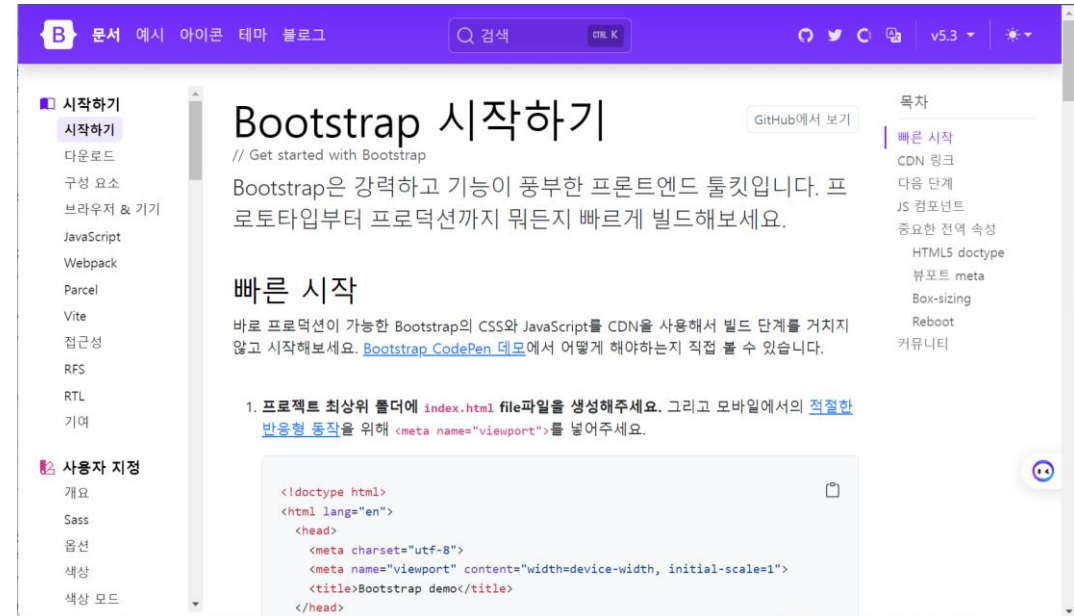 B 문서 예시 아이콘 테마 블로그 검색 CTRL K v5.3
시작하기
시작하기
다운로드
구성 요소
브라우저 & 기기
JavaScript
Webpack
Parcel
Vite
접근성
RFS
RTL
기여
사용자 지정
개요
Sass
옵션
색상
색상 모드
Bootstrap 시작하기
GitHub에서 보기
// Get started with Bootstrap
Bootstrap은 강력하고 기능이 풍부한 프론트엔드 툴킷입니다. 프
로토타입부터 프로덕션까지 뭐든지 빠르게 빌드해보세요.
빠른 시작
바로 프로덕션이 가능한 Bootstrap의 CSS와 JavaScript를 CDN을 사용해서 빌드 단계를 거치지
않고 시작해보세요. Bootstrap CodePen 데모에서 어떻게 해야하는지 직접 볼 수 있습니다.
1. 프로젝트 최상위 폴더에 index.html file파일을 생성해주세요. 그리고 모바일에서의 적절한
반응형 동작을 위해 <meta name="viewport">를 넣어주세요.
<!doctype html>
<html lang="en">
<head>
<meta charset="utf-8">
<meta name="viewport" content="width=device-width, initial-scale=1">
<title>Bootstrap demo</title>
</head>
목차
빠른 시작
CDN 링크
다음 단계
JS 컴포넌트
중요한 전역 속성
HTML5 doctype
뷰포트 meta
Box-sizing
Reboot
커뮤니티